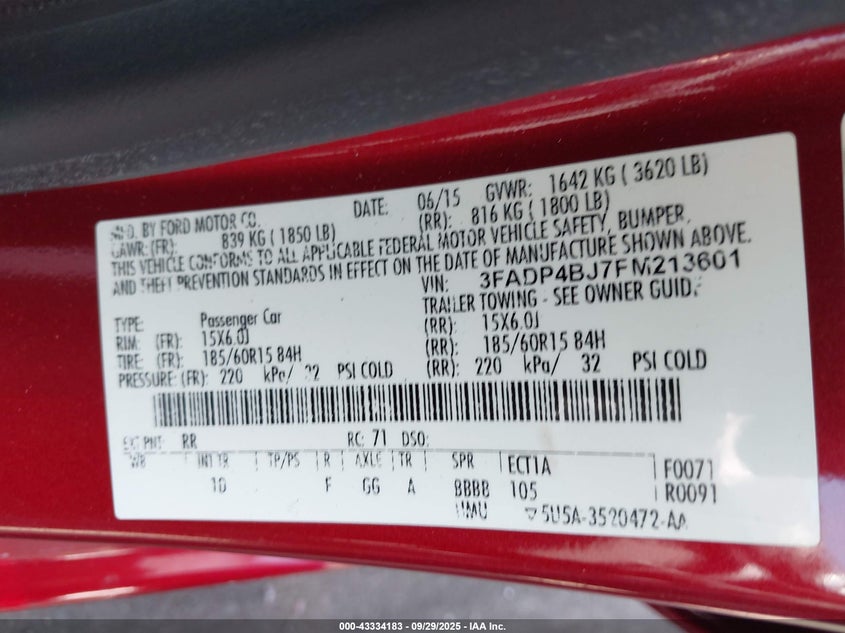 MFD. BY FORD MOTOR CO. DATE: 06/15 GVWR: 1642 KG ( 3620 LB)
GAWR: (FR): 839 KG ( 1850 LB) (RR): 816 KG ( 1800 LB)
THIS VEHICLE CONFORMS TO ALL APPLICABLE FEDERAL MOTOR VEHICLE SAFETY, BUMPER,
AND THEFT PREVENTION STANDARDS IN EFFECT ON THE DATE OF MANUFACTURE SHOWN ABOVE.
VIN: 3FADP4BJ7FM213601
TYPE: Passenger Car TRAILER TOWING - SEE OWNER GUID.
RIM: (FR): 15X6.0J (RR): 15X6.0J
TIRE: (FR): 185/60R15 84H (RR): 185/60R15 84H
PRESSURE: (FR): 220 kPa/ 32 PSI COLD (RR): 220 kPa/ 32 PSI COLD
EXT PNT: RR RC: 71 DSO:
WB INT TR TP/PS R AXLE TR SPR ECT1A F0071
10 F GG A BBBB 105 R0091
UMU 5U5A-3520472-AA
000-43334183 - 09/29/2025 - IAA Inc.